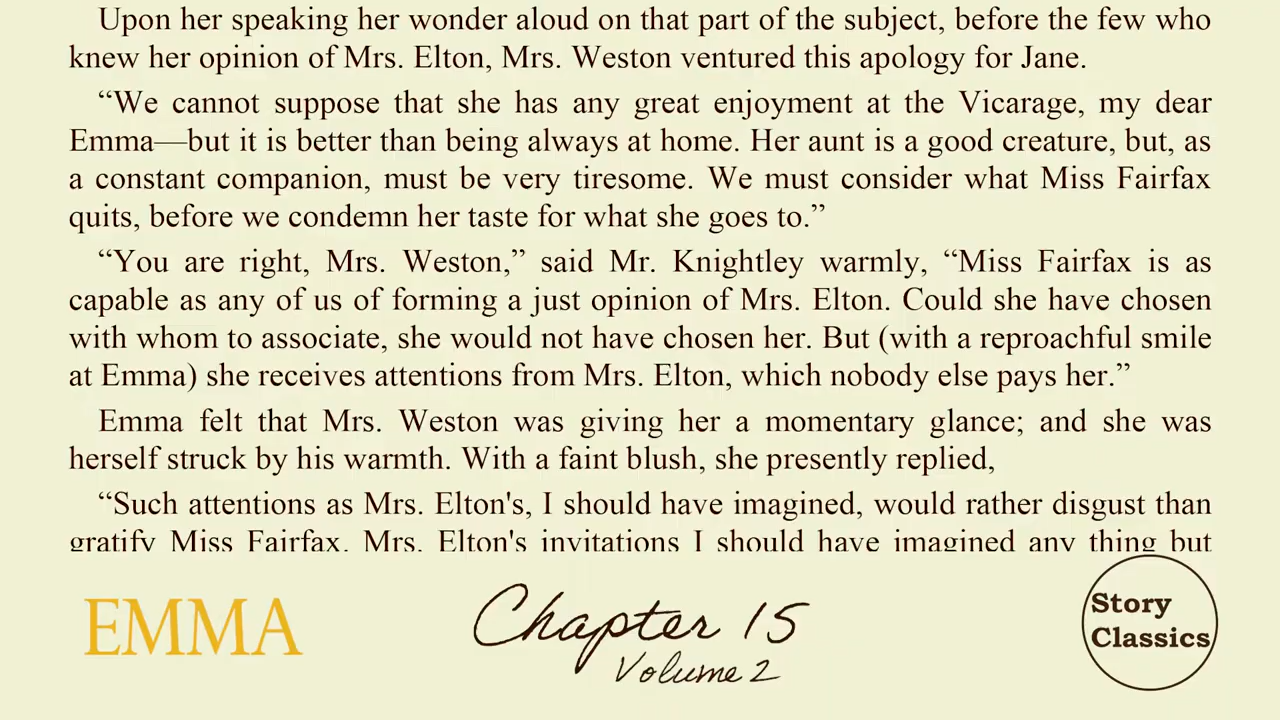 Upon her speaking her wonder aloud on that part of the subject, before the few who
knew her opinion of Mrs. Elton, Mrs. Weston ventured this apology for Jane.
“We cannot suppose that she has any great enjoyment at the Vicarage, my dear
Emma—but it is better than being always at home. Her aunt is a good creature, but, as
a constant companion, must be very tiresome. We must consider what Miss Fairfax
quits, before we condemn her taste for what she goes to.”
“You are right, Mrs. Weston,” said Mr. Knightley warmly, “Miss Fairfax is as
capable as any of us of forming a just opinion of Mrs. Elton. Could she have chosen
with whom to associate, she would not have chosen her. But (with a reproachful smile
at Emma) she receives attentions from Mrs. Elton, which nobody else pays her.”
Emma felt that Mrs. Weston was giving her a momentary glance; and she was
herself struck by his warmth. With a faint blush, she presently replied,
“Such attentions as Mrs. Elton's, I should have imagined, would rather disgust than
gratify Miss Fairfax. Mrs. Elton's invitations I should have imagined any thing but
EMMA
Chapter 15
Volume 2
Story
Classics